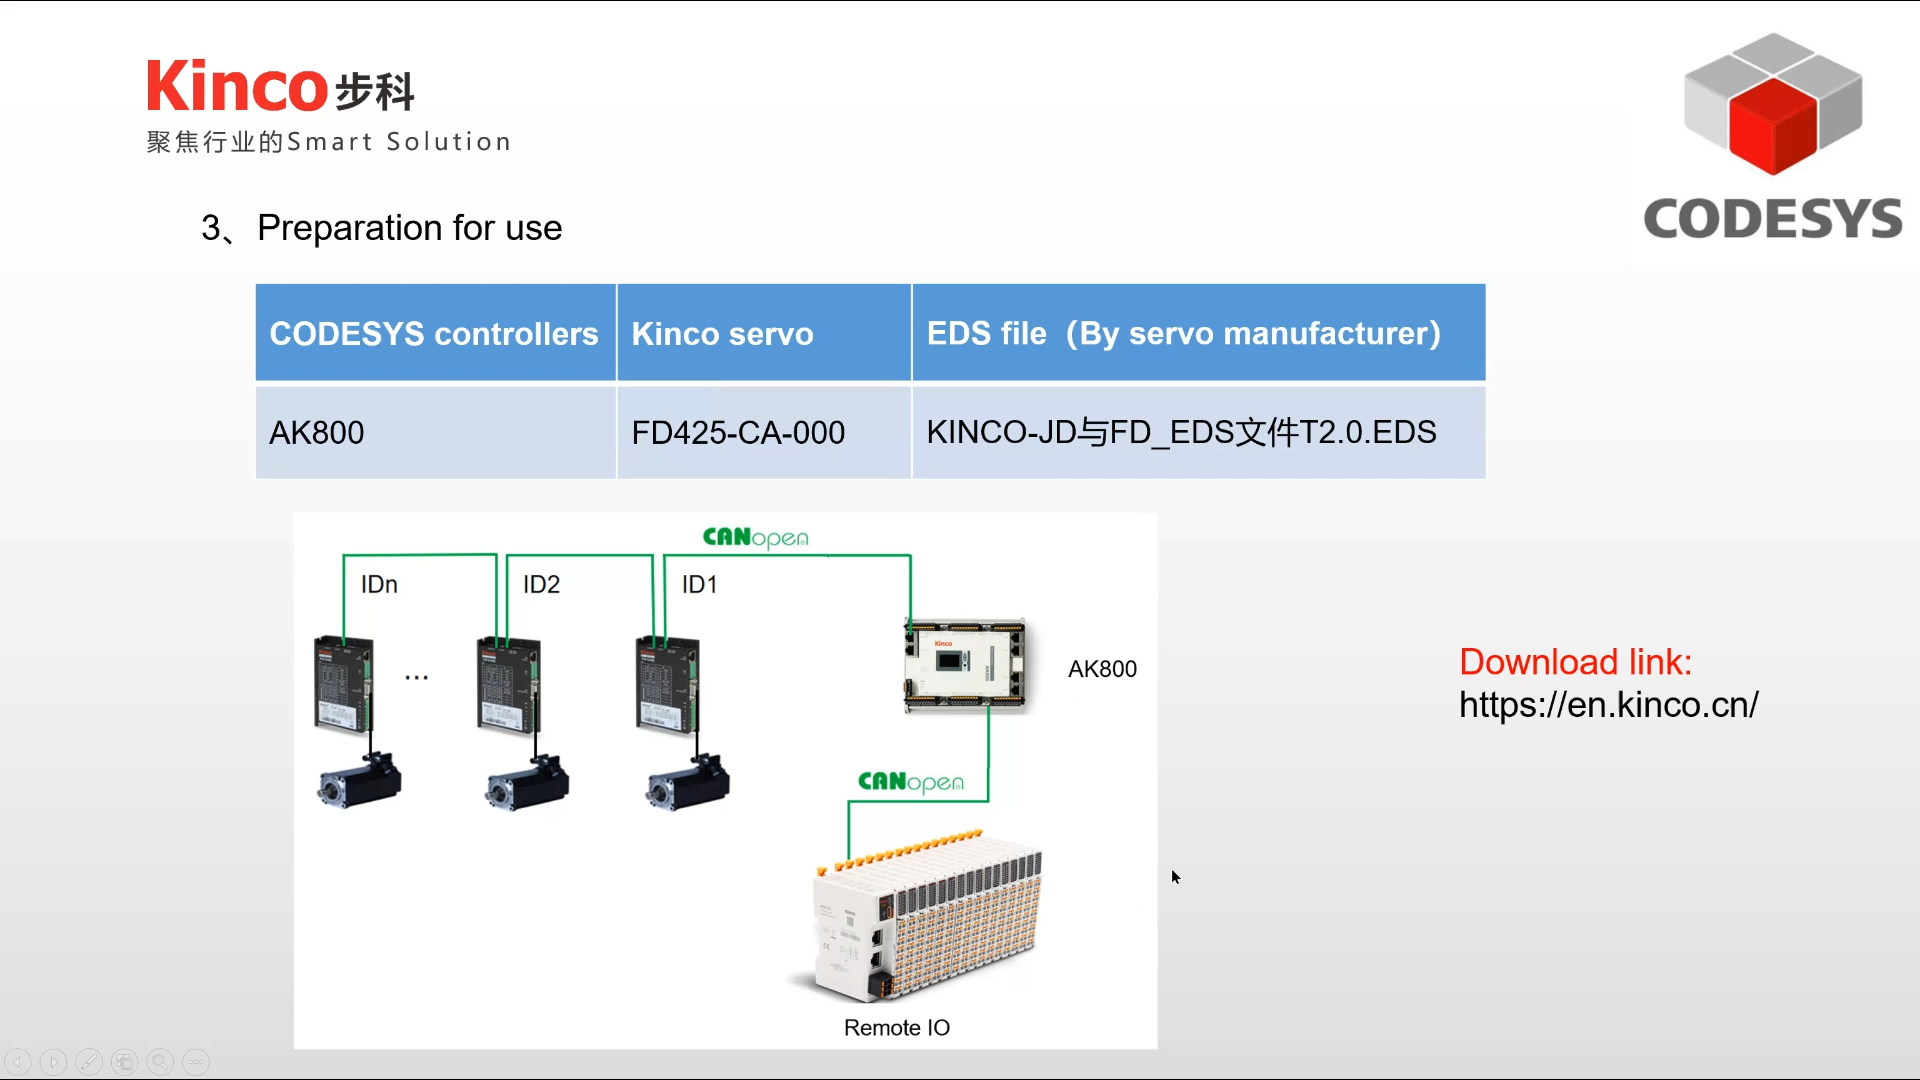 Kinco步科
聚焦行业的Smart Solution
CODESYS
3、Preparation for use
CODESYS controllers
Kinco servo
EDS file（By servo manufacturer）
AK800
FD425-CA-000
KINCO-JD与FD_EDS文件T2.0.EDS
CANopen
IDn
ID2
ID1
...
Kinco
AK800
Download link:
https://en.kinco.cn/
CANopen
Remote IO